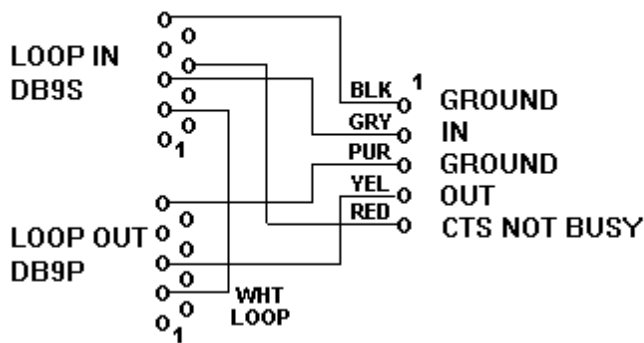 LOOP IN
DB9S
1
BLK
1
GROUND
GRY
IN
PUR
GROUND
YEL
OUT
RED
CTS NOT BUSY
LOOP OUT
DB9P
1
WHT
LOOP